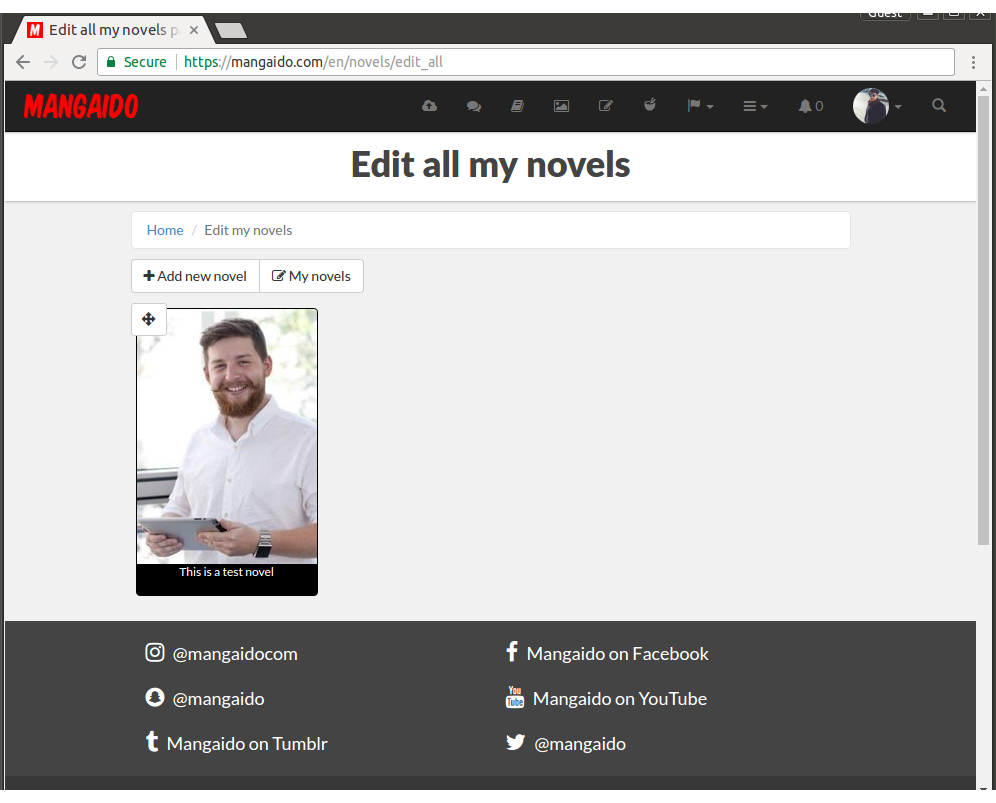 Guest
Edit all my novels p
Secure https://mangaido.com/en/novels/edit_all
MANGAIDO
0
Edit all my novels
Home / Edit my novels
Add new novel My novels
This is a test novel
@mangaidocom
Mangaido on Facebook
@mangaido
You Tube Mangaido on YouTube
Mangaido on Tumblr
@mangaido